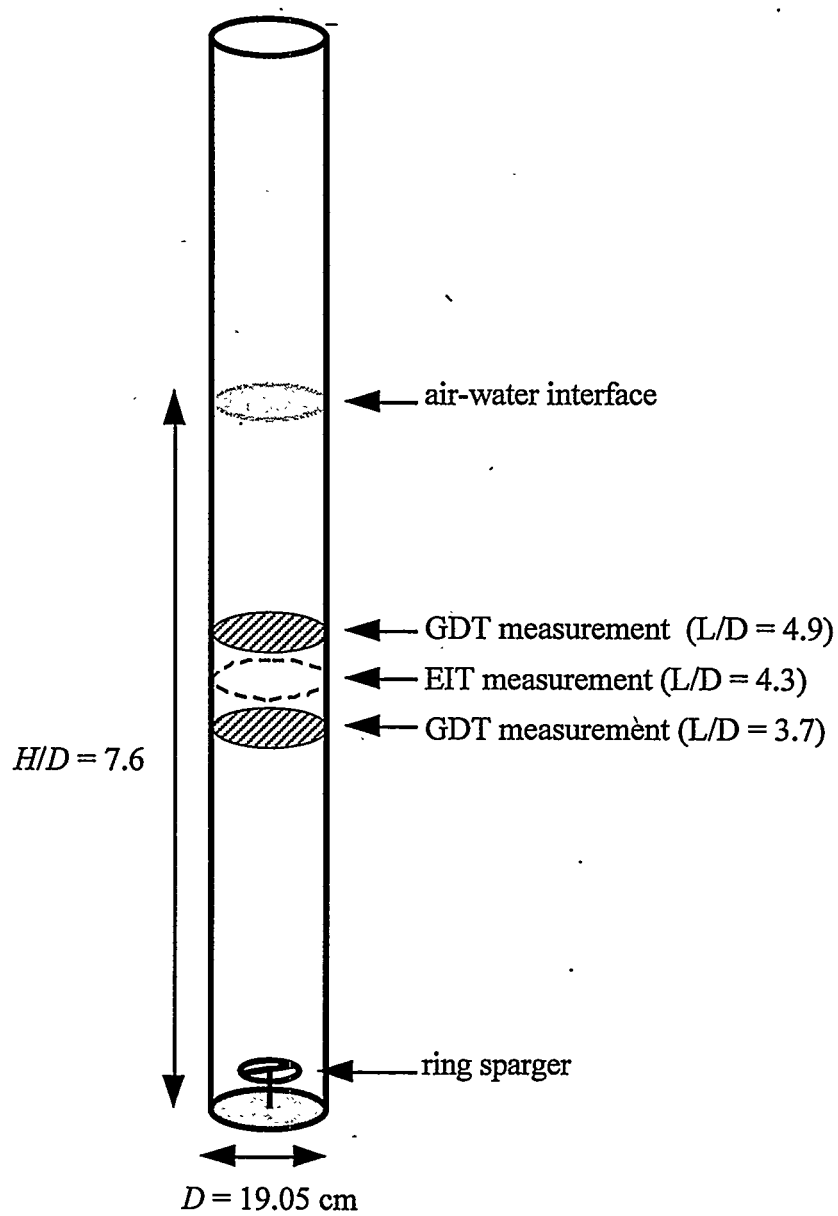 air-water interface
GDT measurement (L/D = 4.9)
EIT measurement (L/D = 4.3)
GDT measurement (L/D = 3.7)
H/D = 7.6
ring sparger
D = 19.05 cm